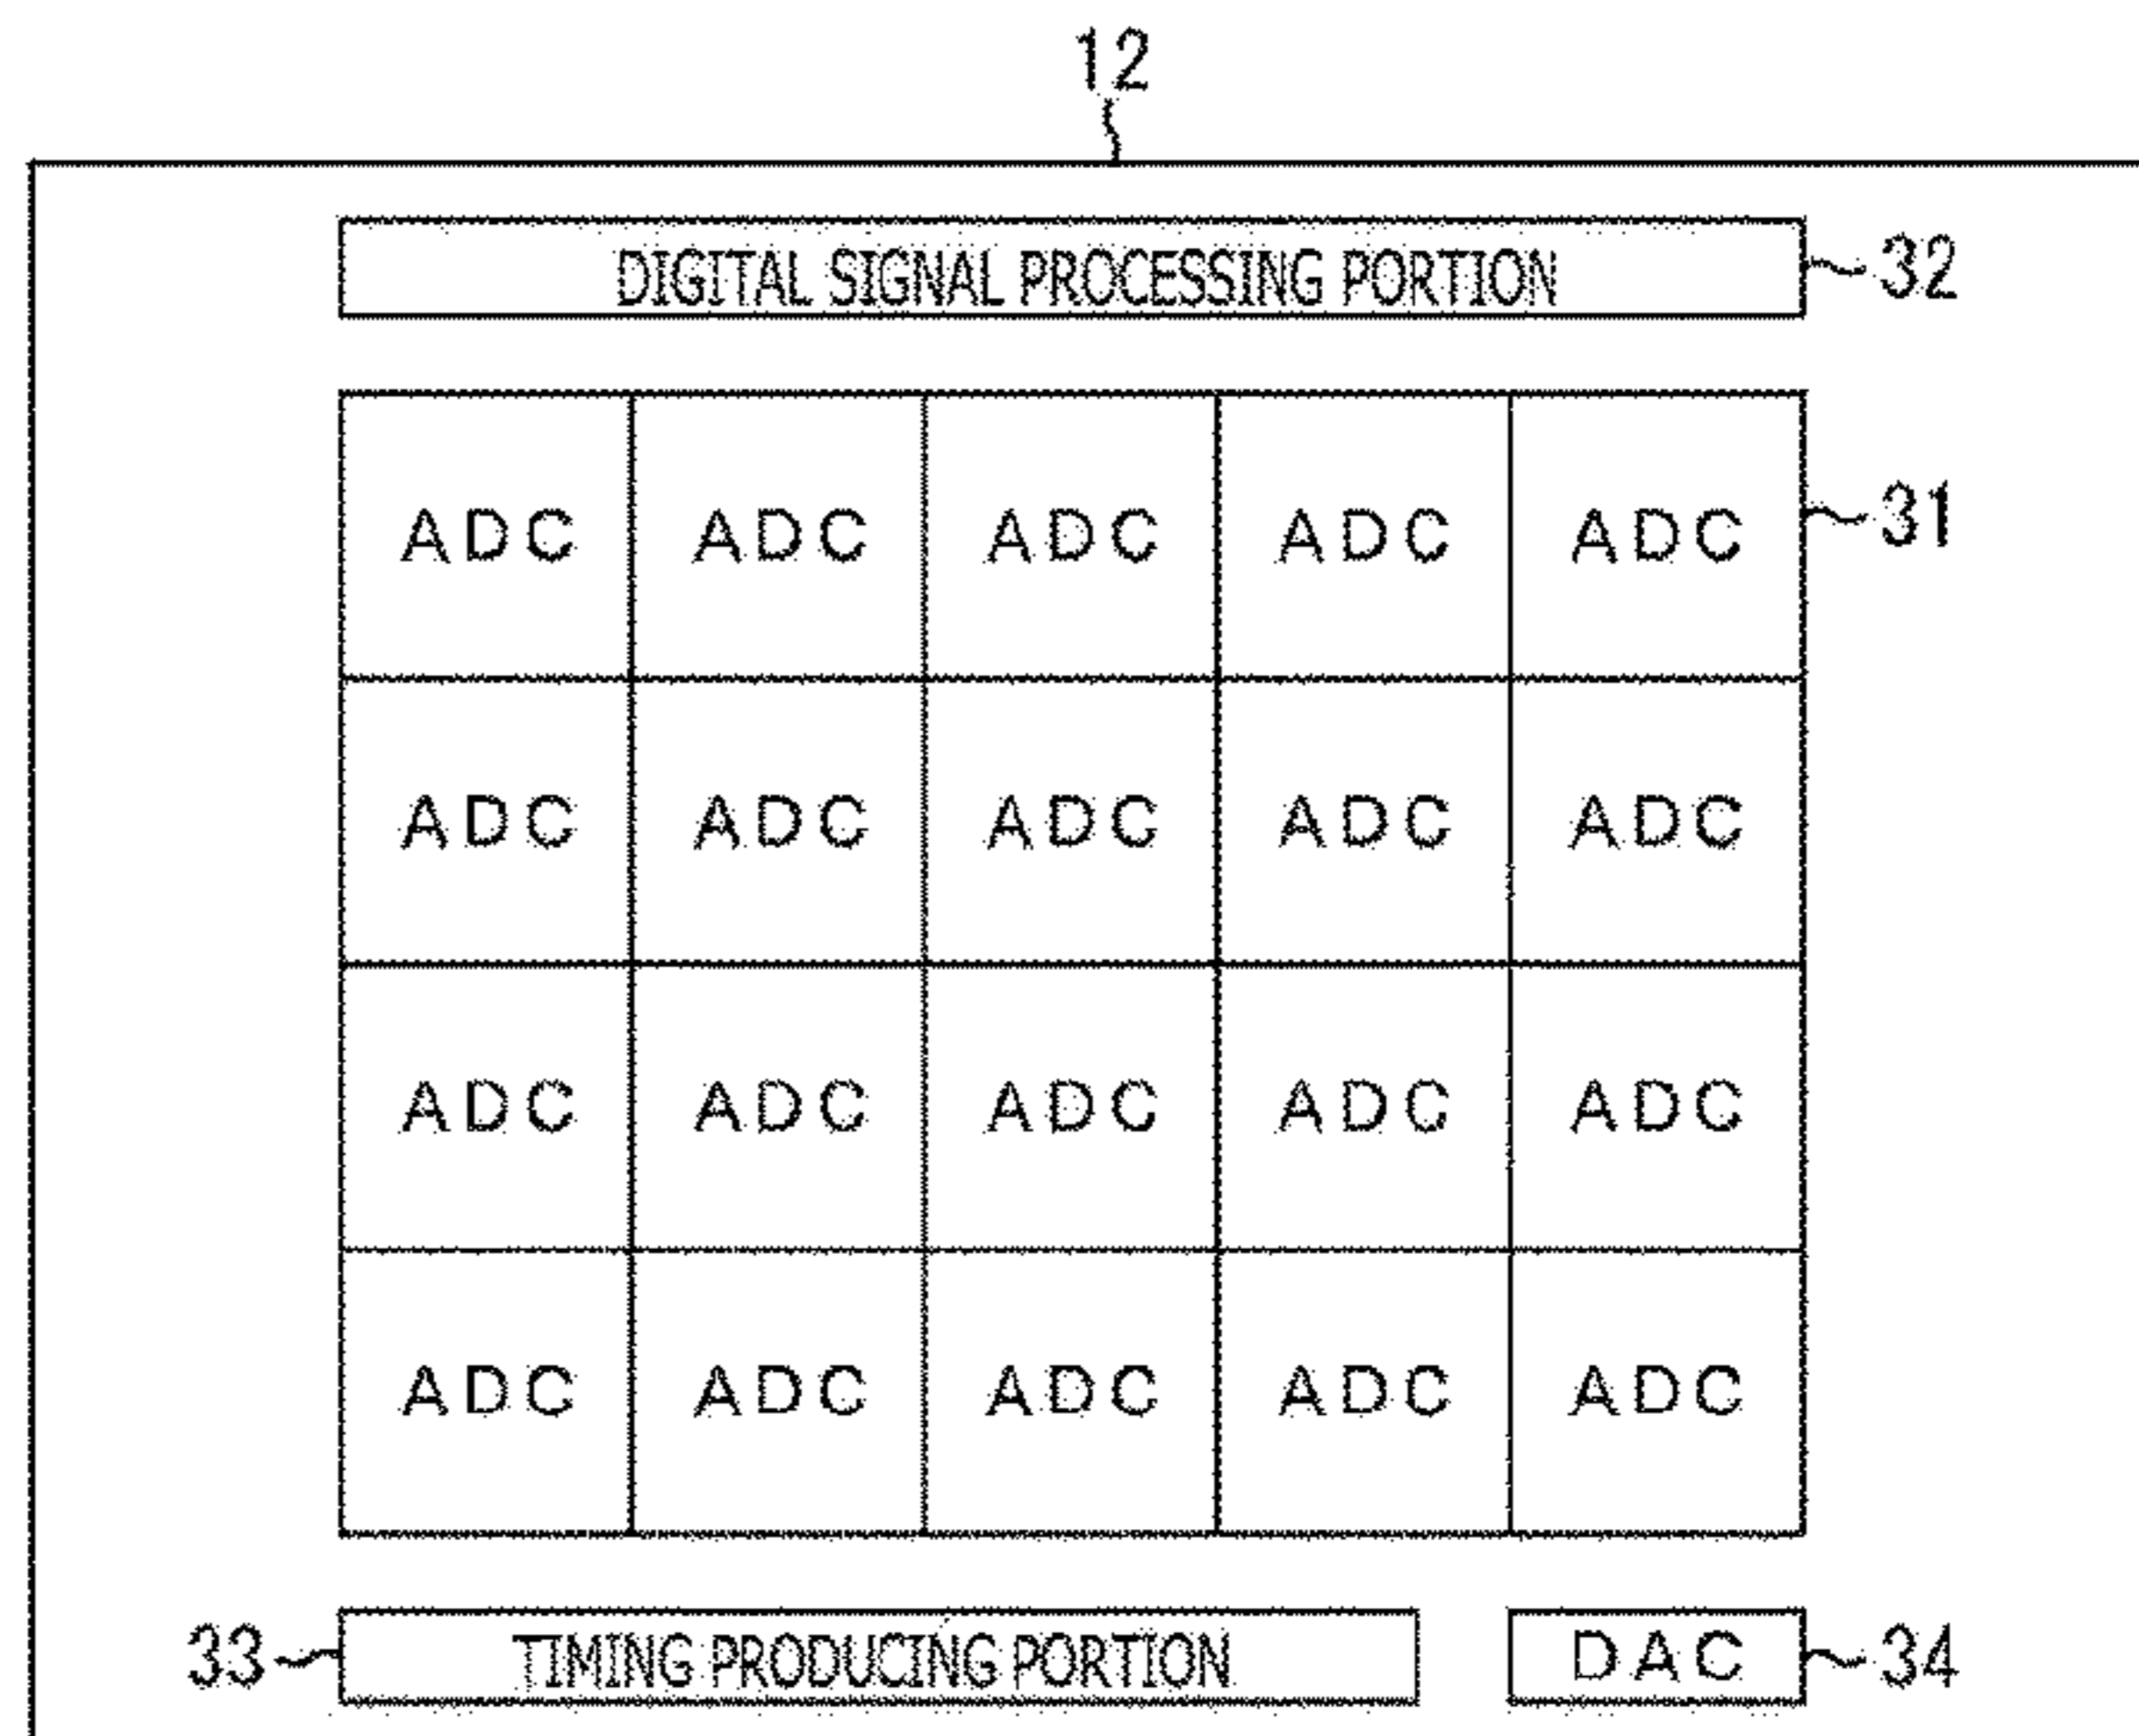 12
DIGITAL SIGNAL PROCESSING PORTION 32
ADC ADC ADC ADC ADC 31
ADC ADC ADC ADC ADC
ADC ADC ADC ADC ADC
ADC ADC ADC ADC ADC
33 TIMING PRODUCING PORTION DAC 34